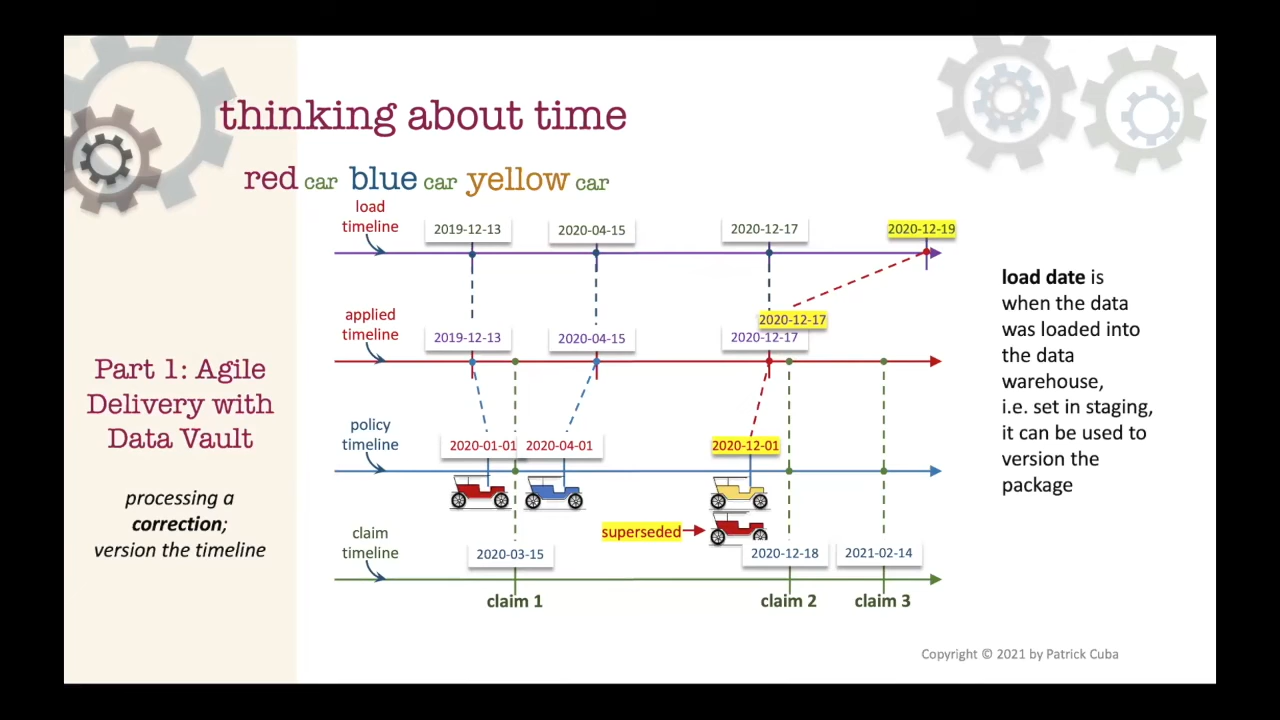 thinking about time
red car blue car yellow car
load
timeline
2019-12-13
2020-04-15
2020-12-17
2020-12-19
applied
timeline
2019-12-13
2020-04-15
2020-12-17
2020-12-17
policy
timeline
2020-01-01
2020-04-01
2020-12-01
superseded
claim
timeline
2020-03-15
2020-12-18
2021-02-14
claim 1
claim 2
claim 3
Part 1: Agile
Delivery with
Data Vault
processing a
correction;
version the timeline
load date is
when the data
was loaded into
the data
warehouse,
i.e. set in staging,
it can be used to
version the
package
Copyright © 2021 by Patrick Cuba